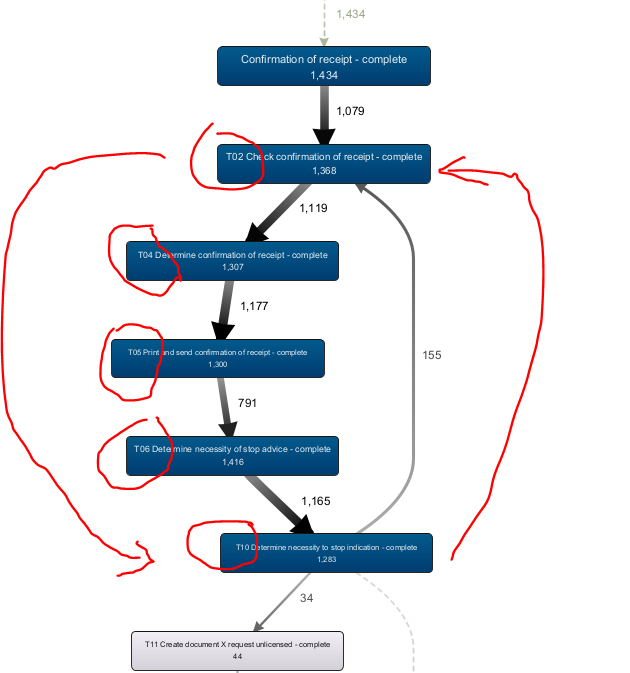 1,434
Confirmation of receipt - complete
1,434
1,079
T02 Check confirmation of receipt - complete
1,368
1,119
T04 Determine confirmation of receipt - complete
1,307
1,177
T05 Print and send confirmation of receipt - complete
1,300
155
791
T06 Determine necessity of stop advice - complete
1,416
1,165
T10 Determine necessity to stop indication - complete
1,283
34
T11 Create document X request unlicensed - complete
44